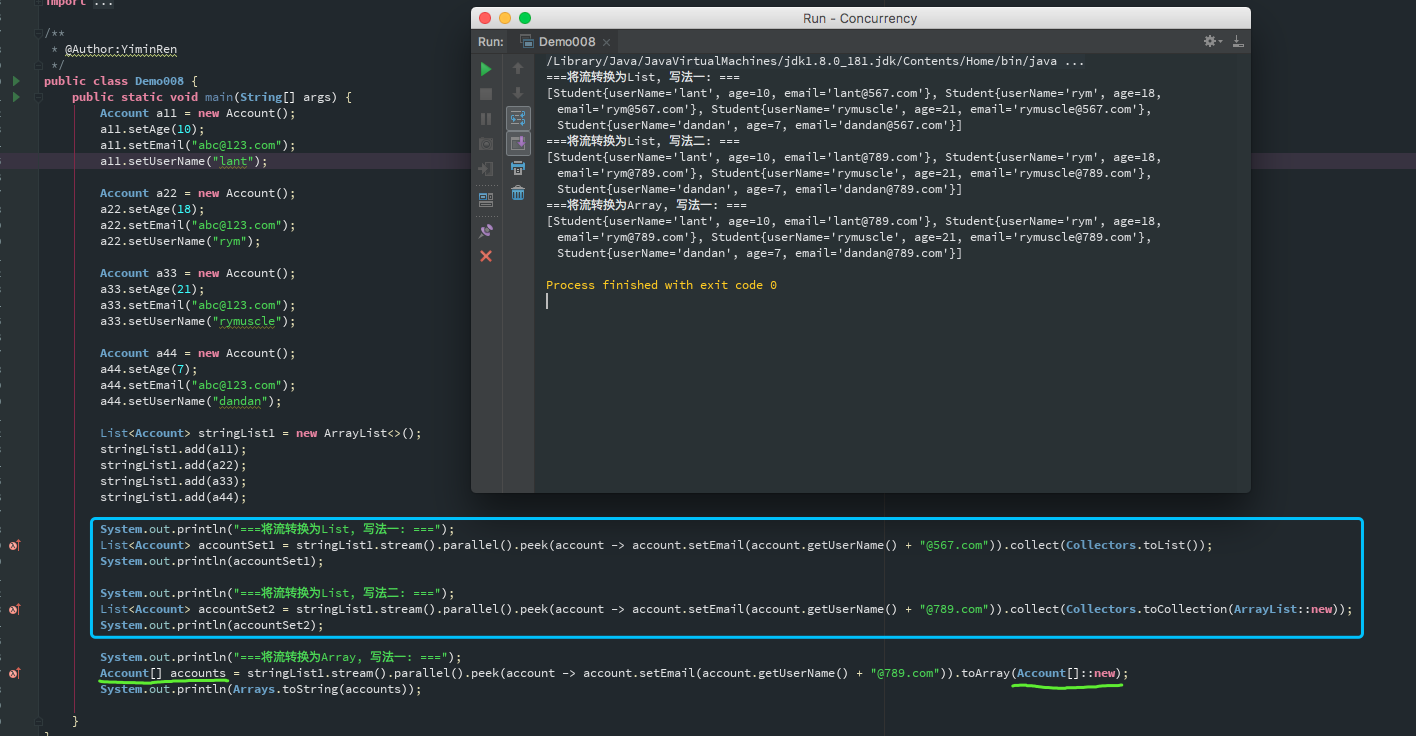 import ...
/**
 * @Author:YiminRen
 */
public class Demo008 {
    public static void main(String[] args) {
        Account a11 = new Account();
        a11.setAge(10);
        a11.setEmail("abc@123.com");
        a11.setUserName("lant");

        Account a22 = new Account();
        a22.setAge(18);
        a22.setEmail("abc@123.com");
        a22.setUserName("rym");

        Account a33 = new Account();
        a33.setAge(21);
        a33.setEmail("abc@123.com");
        a33.setUserName("rymuscle");

        Account a44 = new Account();
        a44.setAge(7);
        a44.setEmail("abc@123.com");
        a44.setUserName("dandan");

        List<Account> stringList1 = new ArrayList<>();
        stringList1.add(a11);
        stringList1.add(a22);
        stringList1.add(a33);
        stringList1.add(a44);

        System.out.println("===将流转换为List, 写法一: ===");
        List<Account> accountSet1 = stringList1.stream().parallel().peek(account -> account.setEmail(account.getUserName() + "@567.com")).collect(Collectors.toList());
        System.out.println(accountSet1);

        System.out.println("===将流转换为List, 写法二: ===");
        List<Account> accountSet2 = stringList1.stream().parallel().peek(account -> account.setEmail(account.getUserName() + "@789.com")).collect(Collectors.toCollection(ArrayList::new));
        System.out.println(accountSet2);

        System.out.println("===将流转换为Array, 写法一: ===");
        Account[] accounts = stringList1.stream().parallel().peek(account -> account.setEmail(account.getUserName() + "@789.com")).toArray(Account[]::new);
        System.out.println(Arrays.toString(accounts));

    }
Run - Concurrency
Run: Demo008
/Library/Java/JavaVirtualMachines/jdk1.8.0_181.jdk/Contents/Home/bin/java ...
===将流转换为List, 写法一: ===
[Student{userName='lant', age=10, email='lant@567.com'}, Student{userName='rym', age=18,
email='rym@567.com'}, Student{userName='rymuscle', age=21, email='rymuscle@567.com'},
Student{userName='dandan', age=7, email='dandan@567.com'}]
===将流转换为List, 写法二: ===
[Student{userName='lant', age=10, email='lant@789.com'}, Student{userName='rym', age=18,
email='rym@789.com'}, Student{userName='rymuscle', age=21, email='rymuscle@789.com'},
Student{userName='dandan', age=7, email='dandan@789.com'}]
===将流转换为Array, 写法一: ===
[Student{userName='lant', age=10, email='lant@789.com'}, Student{userName='rym', age=18,
email='rym@789.com'}, Student{userName='rymuscle', age=21, email='rymuscle@789.com'},
Student{userName='dandan', age=7, email='dandan@789.com'}]

Process finished with exit code 0